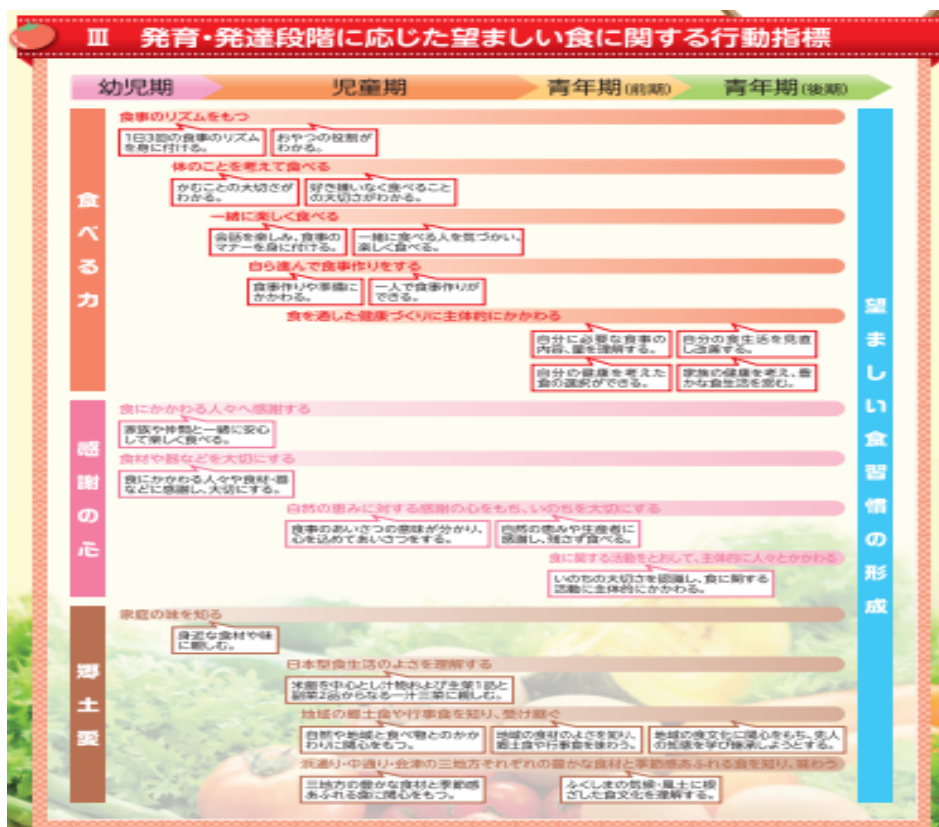 Ⅲ 発育・発達段階に応じた望ましい食に関する行動指標
幼児期
児童期
青年期(前期)
青年期(後期)
食べる力
食事のリズムをもつ
1日3回の食事のリズム
を身に付ける。
おやつの役割が
わかる。
体のことを考えて食べる
かむことの大切さが
わかる。
好き嫌いなく食べること
の大切さがわかる。
一緒に楽しく食べる
会話を楽しみ、食事の
マナーを身に付ける。
一緒に食べる人を気づかい、
楽しく食べる。
自ら進んで食事作りをする
食事作りや準備に
かかわる。
一人で食事作りが
できる。
食を通した健康づくりに主体的にかかわる
自分に必要な食事の
内容、量を理解する。
自分の食生活を見直
し改善する。
自分の健康を考えた
食の選択ができる。
家族の健康を考え、豊
かな食生活を営む。
感謝の心
食にかかわる人々へ感謝する
家族や仲間と一緒に安心
して楽しく食べる。
食材や器などを大切にする
食にかかわる人々や食材・器
などに感謝し、大切にする。
自然の恵みに対する感謝の心をもち、いのちを大切にする
食事のあいさつの意味が分かり、
心を込めてあいさつをする。
自然の恵みや生産者に
感謝し、残さず食べる。
食に関する活動をとおして、主体的に人々とかかわる
いのちの大切さを認識し、食に関する
活動に主体的にかかわる。
郷土愛
家庭の味を知る
身近な食材や味
に親しむ。
日本型食生活のよさを理解する
米飯を中心とし汁物および主菜1品と
副菜2品からなる一汁三菜に親しむ。
地域の郷土食や行事食を知り、受け継ぐ
自然や地域と食べ物とのかか
わりに関心をもつ。
地域の食材のよさを知り、
郷土食や行事食を味わう。
地域の食文化に関心をもち、先人
の知恵を学び継承しようとする。
浜通り・中通り・会津の三地方それぞれの豊かな食材と季節感あふれる食を知り、味わう
三地方の豊かな食材と季節感
あふれる食に関心をもつ。
ふくしまの気候・風土に根
ざした食文化を理解する。
望ましい食習慣の形成